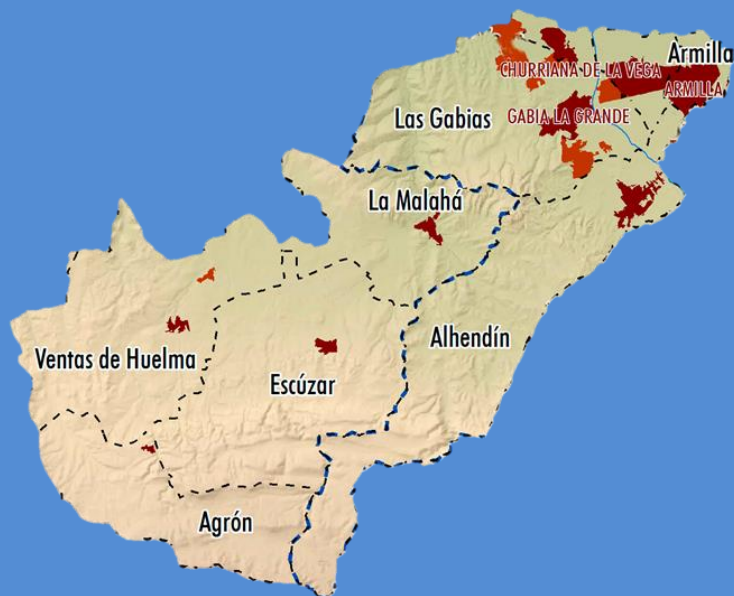 Armilla
CHURRIANA DE LA VEGA
ARMILLA
Las Gabias
GABIA LA GRANDE
La Malahá
Alhendín
Ventas de Huelma
Escúzar
Agrón